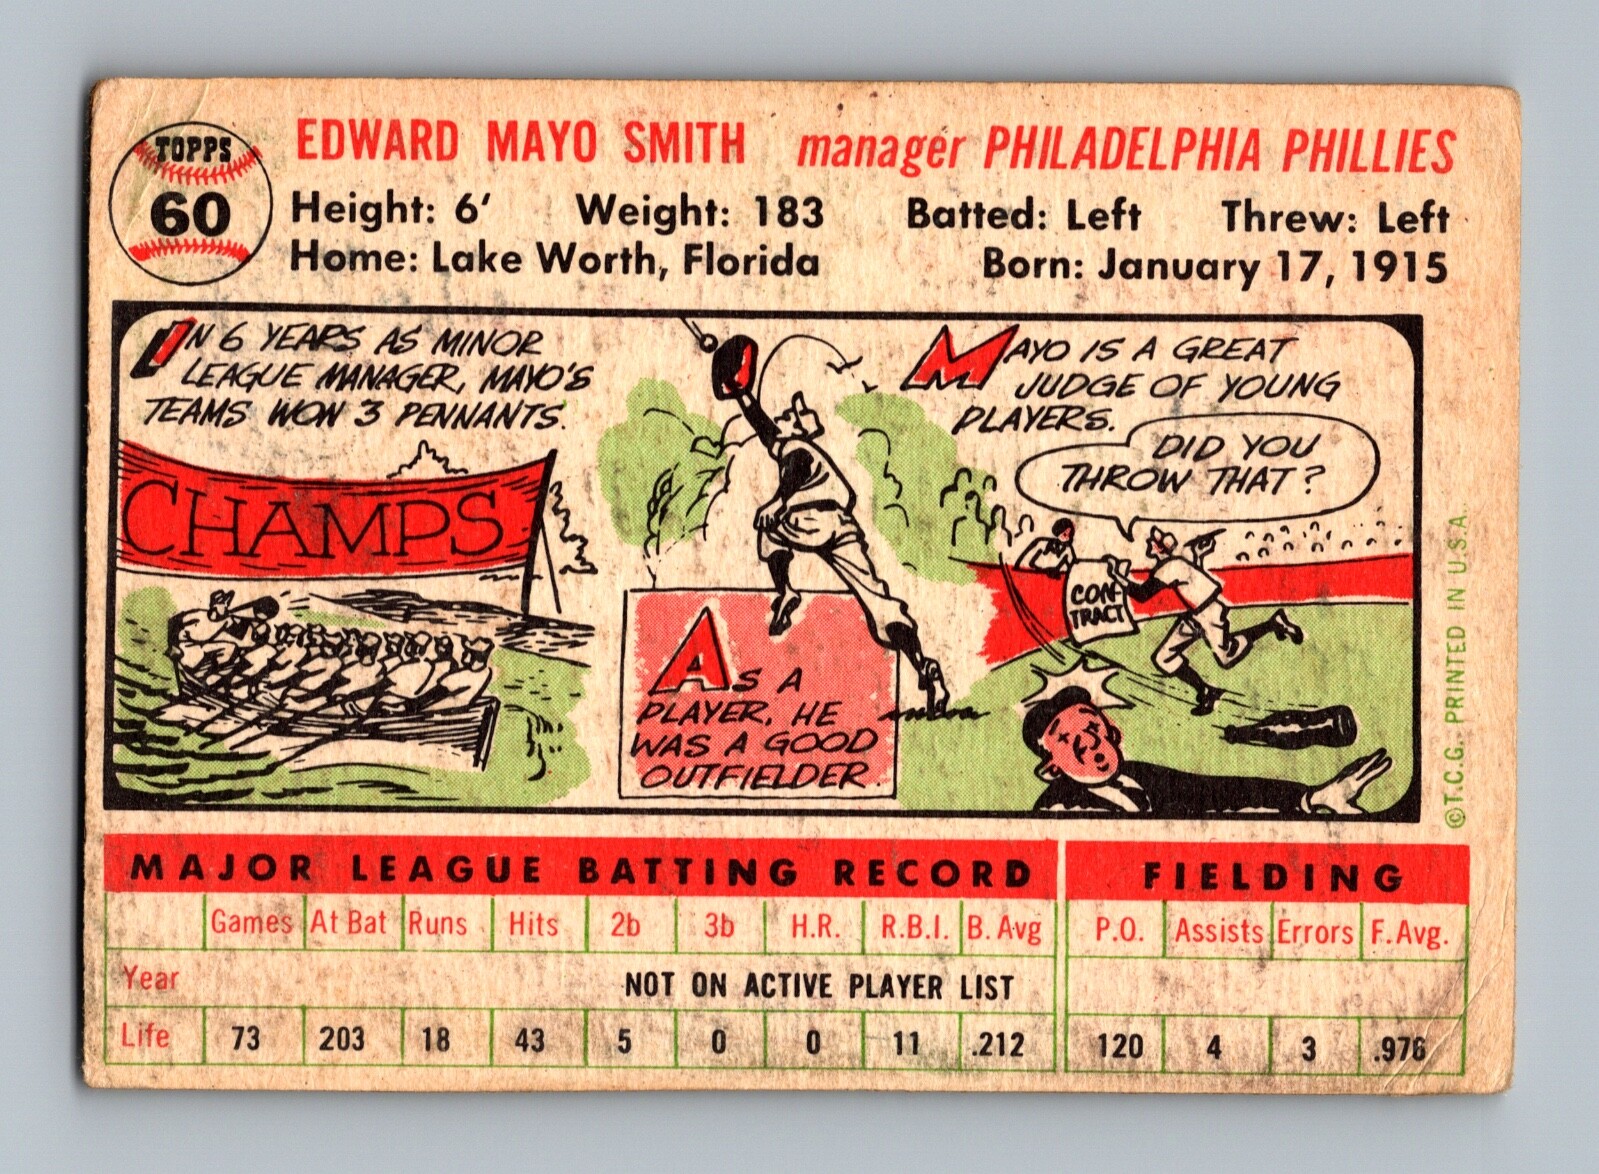 TOPPS
60
EDWARD MAYO SMITH manager PHILADELPHIA PHILLIES
Height: 6' Weight: 183 Batted: Left Threw: Left
Home: Lake Worth, Florida Born: January 17, 1915
IN 6 YEARS AS MINOR
LEAGUE MANAGER, MAYO'S
TEAMS WON 3 PENNANTS.
CHAMPS
AS A
PLAYER, HE
WAS A GOOD
OUTFIELDER.
MAYO IS A GREAT
JUDGE OF YOUNG
PLAYERS.
DID YOU
THROW THAT?
CON-
TRACT
©T.C.G. PRINTED IN U.S.A.
MAJOR LEAGUE BATTING RECORD FIELDING
Games At Bat Runs Hits 2b 3b H.R. R.B.I. B. Avg P.O. Assists Errors F. Avg.
Year NOT ON ACTIVE PLAYER LIST
Life 73 203 18 43 5 0 0 11 .212 120 4 3 .976